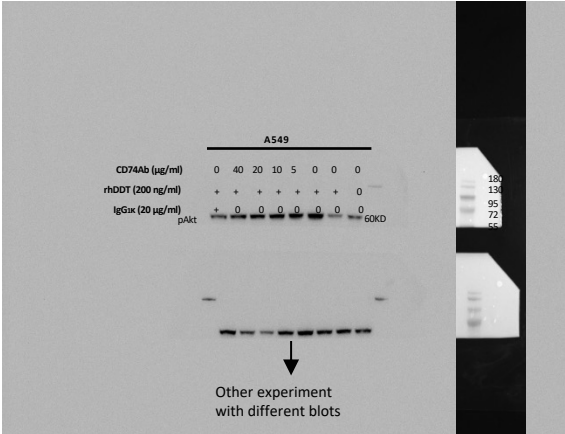 A549
CD74Ab (µg/ml) 0 40 20 10 5 0 0 0
rhDDT (200 ng/ml) + + + + + + + 0
IgG1κ (20 µg/ml) + 0 0 0 0 0 0 0
pAkt 60KD
180
130
95
72
55
Other experiment
with different blots